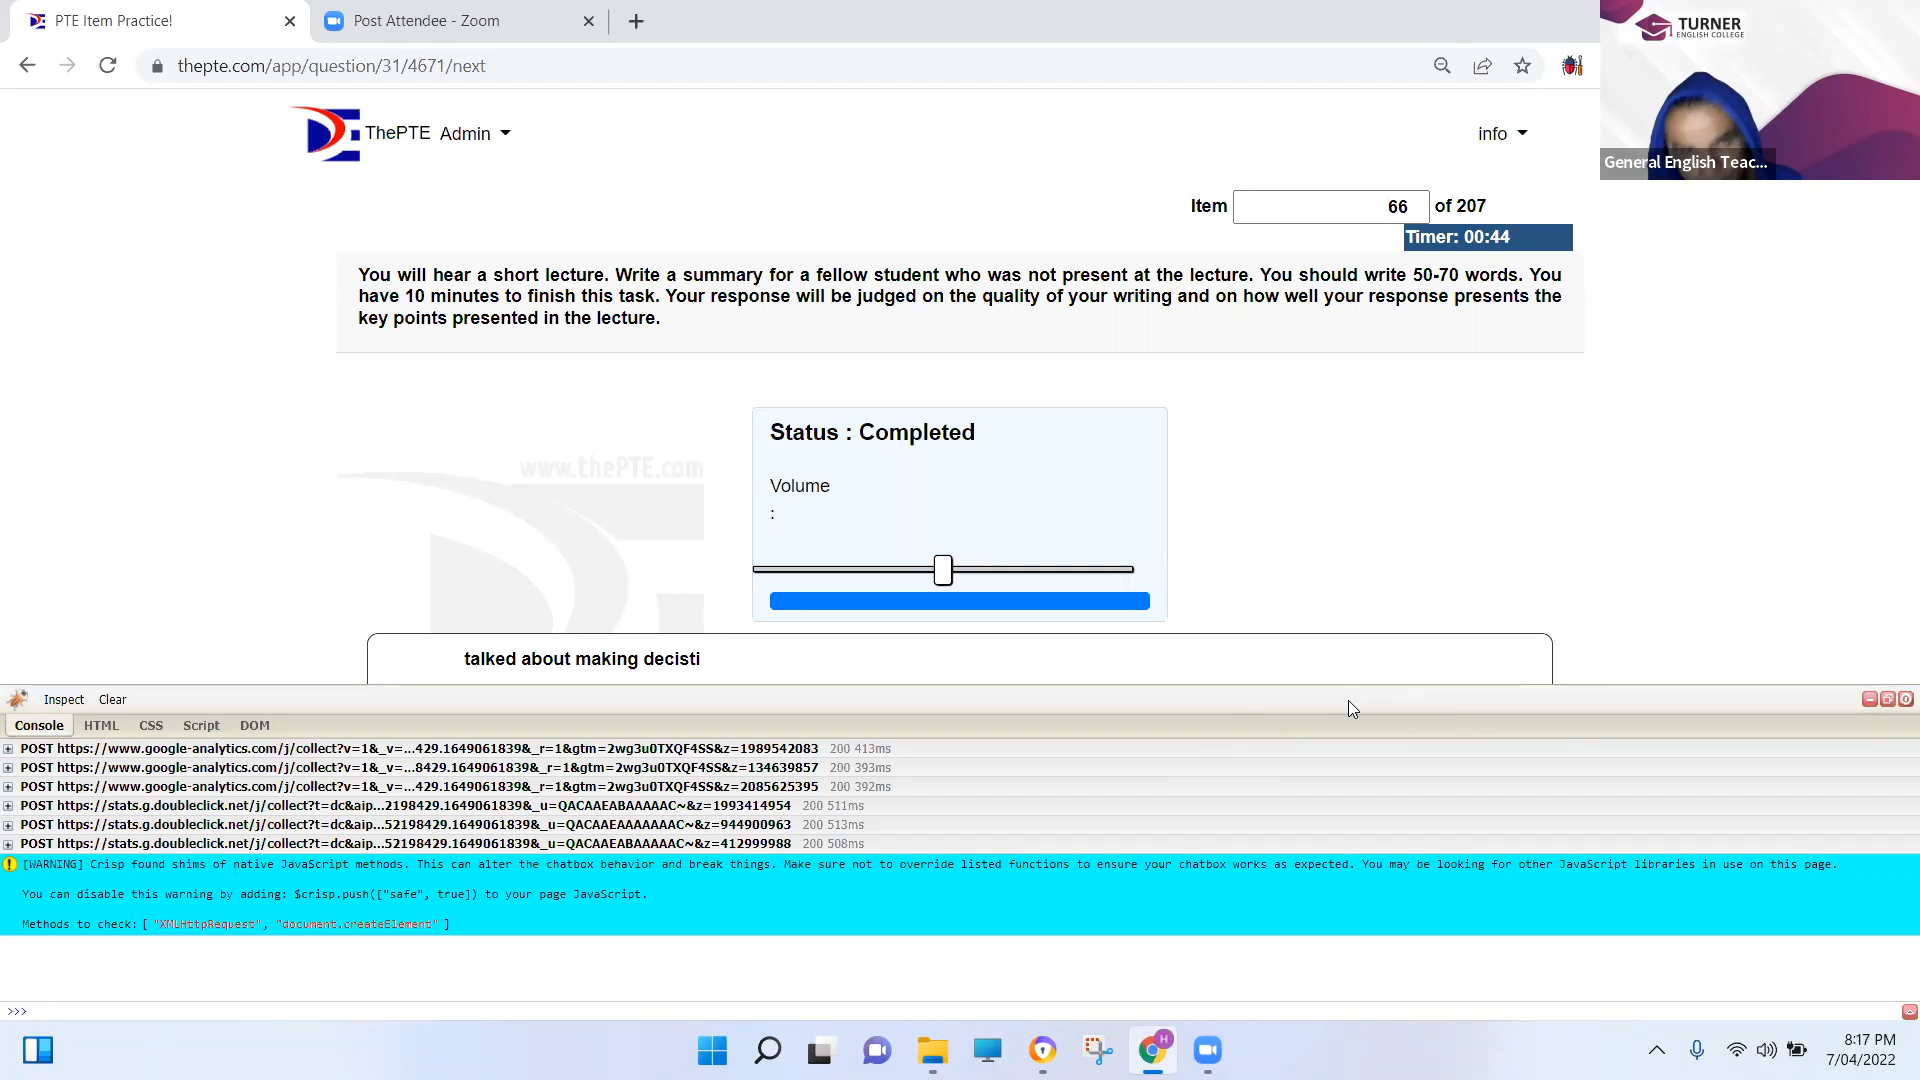 PTE Item Practice!
Post Attendee - Zoom
thepte.com/app/question/31/4671/next
TURNER
ENGLISH COLLEGE
General English Teac...
ThePTE Admin
info
Item 66 of 207
Timer: 00:44
You will hear a short lecture. Write a summary for a fellow student who was not present at the lecture. You should write 50-70 words. You
have 10 minutes to finish this task. Your response will be judged on the quality of your writing and on how well your response presents the
key points presented in the lecture.
Status : Completed
Volume
:
www.thePTE.com
talked about making decisti
Inspect Clear
Console HTML CSS Script DOM
POST https://www.google-analytics.com/j/collect?v=1&_v=...429.1649061839&_r=1&gtm=2wg3u0TXQF4SS&z=1989542083 200 413ms
POST https://www.google-analytics.com/j/collect?v=1&_v=...8429.1649061839&_r=1&gtm=2wg3u0TXQF4SS&z=134639857 200 393ms
POST https://www.google-analytics.com/j/collect?v=1&_v=...429.1649061839&_r=1&gtm=2wg3u0TXQF4SS&z=2085625395 200 392ms
POST https://stats.g.doubleclick.net/j/collect?t=dc&aip...2198429.1649061839&_u=QACAAEABAAAAAC~&z=1993414954 200 511ms
POST https://stats.g.doubleclick.net/j/collect?t=dc&aip...52198429.1649061839&_u=QACAAEAAAAAAAC~&z=944900963 200 513ms
POST https://stats.g.doubleclick.net/j/collect?t=dc&aip...52198429.1649061839&_u=QACAAEABAAAAAC~&z=412999988 200 508ms
[WARNING] Crisp found shims of native JavaScript methods. This can alter the chatbox behavior and break things. Make sure not to override listed functions to ensure your chatbox works as expected. You may be looking for other JavaScript libraries in use on this page.
You can disable this warning by adding: $crisp.push(["safe", true]) to your page JavaScript.
Methods to check: [ "XMLHttpRequest", "document.createElement" ]
>>>
H
8:17 PM
7/04/2022